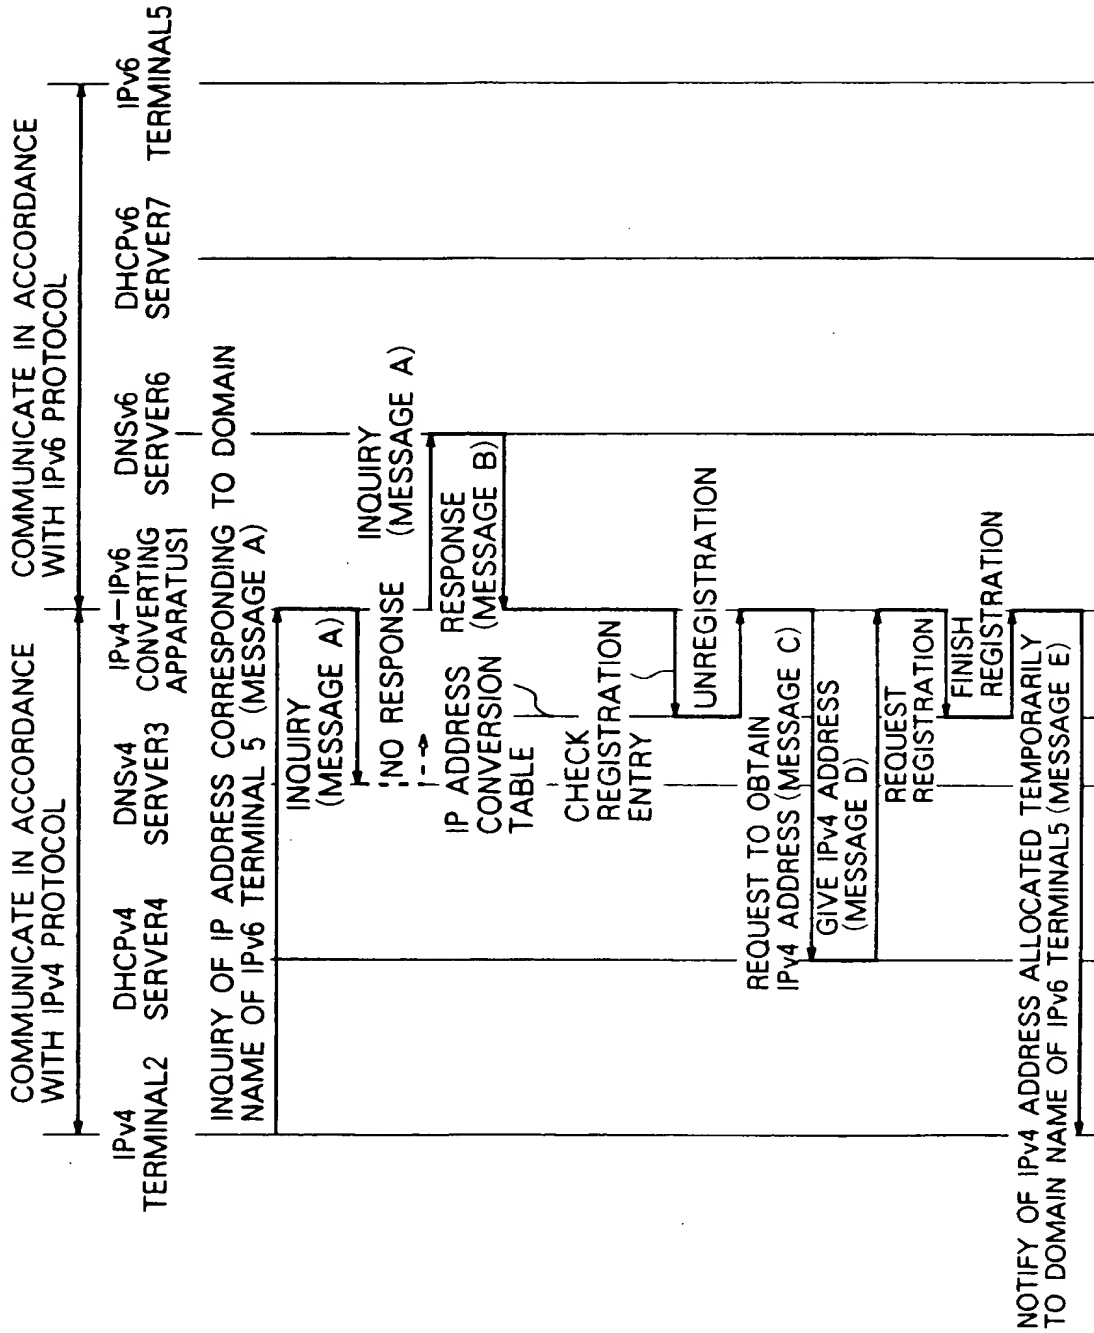 COMMUNICATE IN ACCORDANCE
WITH IPv4 PROTOCOL
COMMUNICATE IN ACCORDANCE
WITH IPv6 PROTOCOL
IPv4
TERMINAL2
DHCPv4
SERVER4
DNSv4
SERVER3
IPv4-IPv6
CONVERTING
APPARATUS1
DNSv6
SERVER6
DHCPv6
SERVER7
IPv6
TERMINAL5
INQUIRY OF IP ADDRESS CORRESPONDING TO DOMAIN
NAME OF IPv6 TERMINAL 5 (MESSAGE A)
INQUIRY
(MESSAGE A)
NO RESPONSE
INQUIRY
(MESSAGE A)
RESPONSE
(MESSAGE B)
IP ADDRESS
CONVERSION
TABLE
CHECK
REGISTRATION
ENTRY
UNREGISTRATION
REQUEST TO OBTAIN
IPv4 ADDRESS (MESSAGE C)
GIVE IPv4 ADDRESS
(MESSAGE D)
REQUEST
REGISTRATION
FINISH
REGISTRATION
NOTIFY OF IPv4 ADDRESS ALLOCATED TEMPORARILY
TO DOMAIN NAME OF IPv6 TERMINAL5 (MESSAGE E)